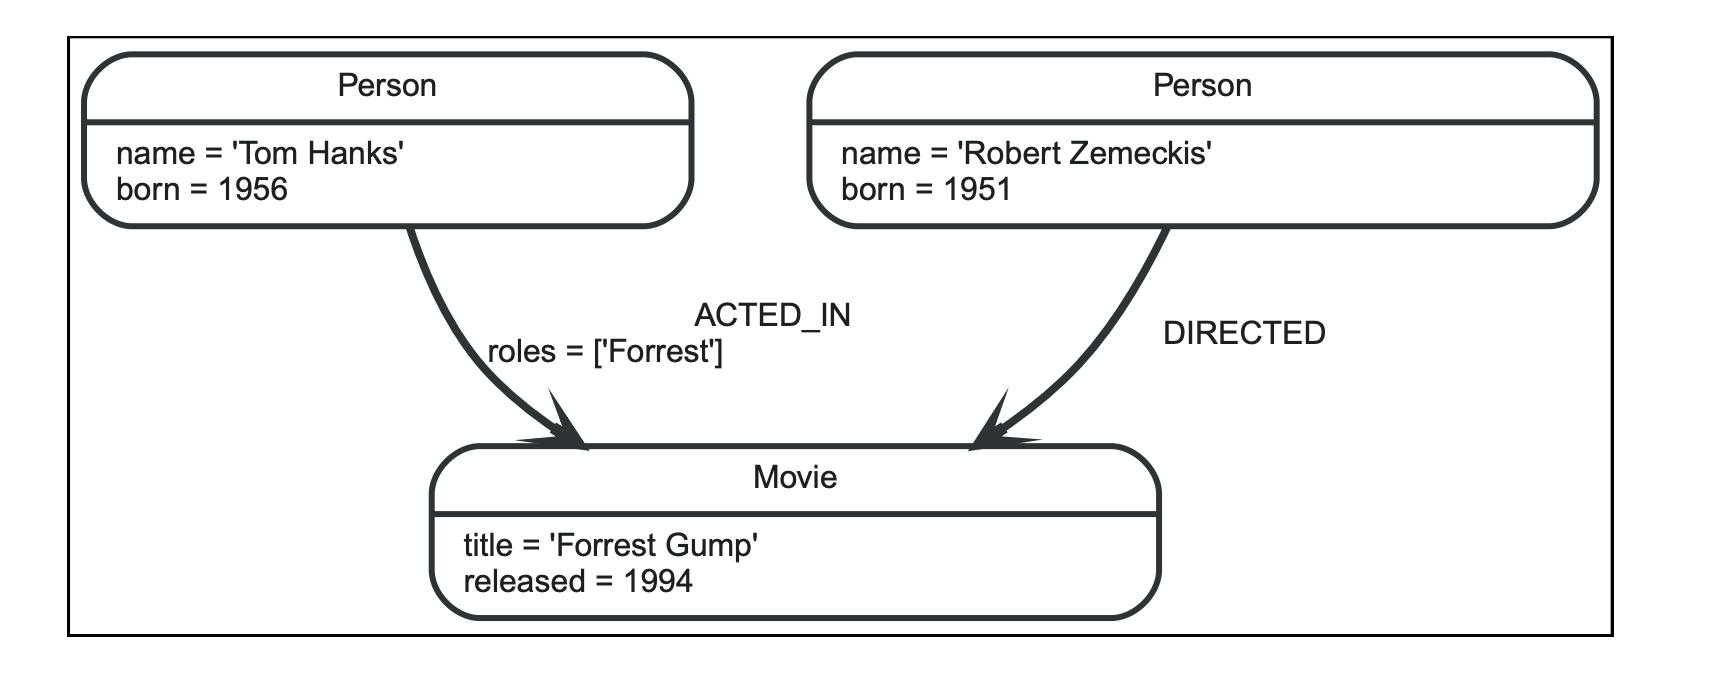 Person
name = 'Tom Hanks'
born = 1956
Person
name = 'Robert Zemeckis'
born = 1951
ACTED_IN
roles = ['Forrest']
DIRECTED
Movie
title = 'Forrest Gump'
released = 1994